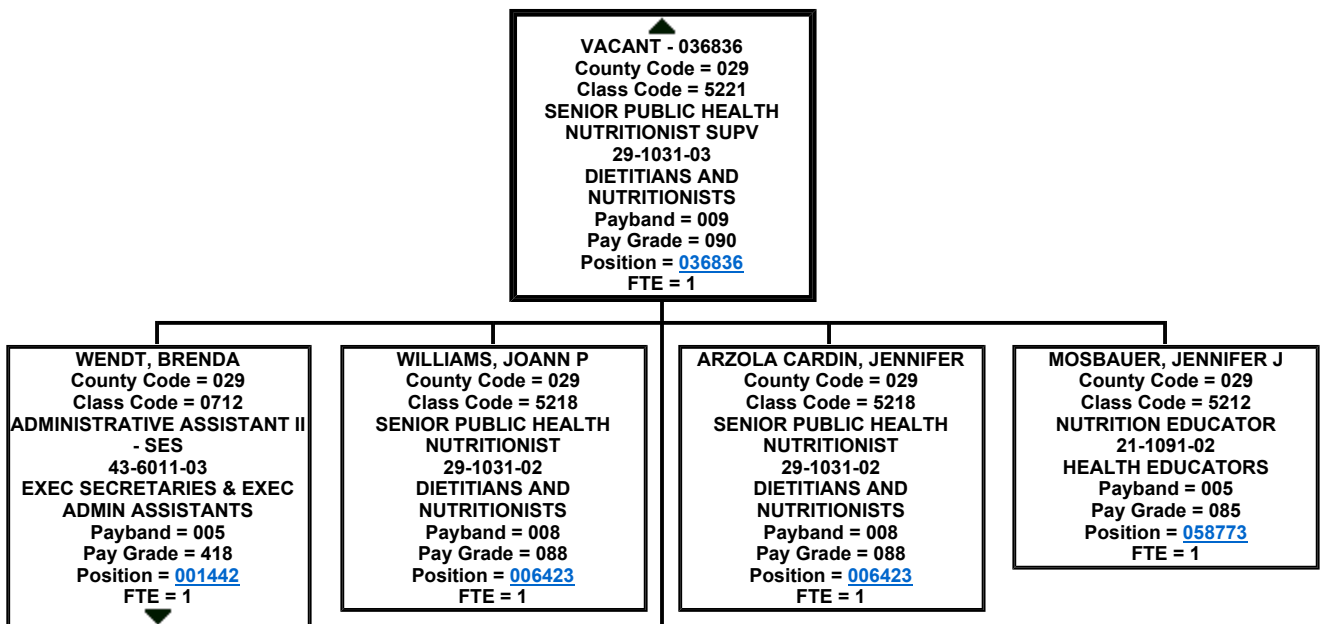 VACANT - 036836
County Code = 029
Class Code = 5221
SENIOR PUBLIC HEALTH
NUTRITIONIST SUPV
29-1031-03
DIETITIANS AND
NUTRITIONISTS
Payband = 009
Pay Grade = 090
Position = 036836
FTE = 1
WENDT, BRENDA
County Code = 029
Class Code = 0712
ADMINISTRATIVE ASSISTANT II
- SES
43-6011-03
EXEC SECRETARIES & EXEC
ADMIN ASSISTANTS
Payband = 005
Pay Grade = 418
Position = 001442
FTE = 1
WILLIAMS, JOANN P
County Code = 029
Class Code = 5218
SENIOR PUBLIC HEALTH
NUTRITIONIST
29-1031-02
DIETITIANS AND
NUTRITIONISTS
Payband = 008
Pay Grade = 088
Position = 006423
FTE = 1
ARZOLA CARDIN, JENNIFER
County Code = 029
Class Code = 5218
SENIOR PUBLIC HEALTH
NUTRITIONIST
29-1031-02
DIETITIANS AND
NUTRITIONISTS
Payband = 008
Pay Grade = 088
Position = 006423
FTE = 1
MOSBAUER, JENNIFER J
County Code = 029
Class Code = 5212
NUTRITION EDUCATOR
21-1091-02
HEALTH EDUCATORS
Payband = 005
Pay Grade = 085
Position = 058773
FTE = 1